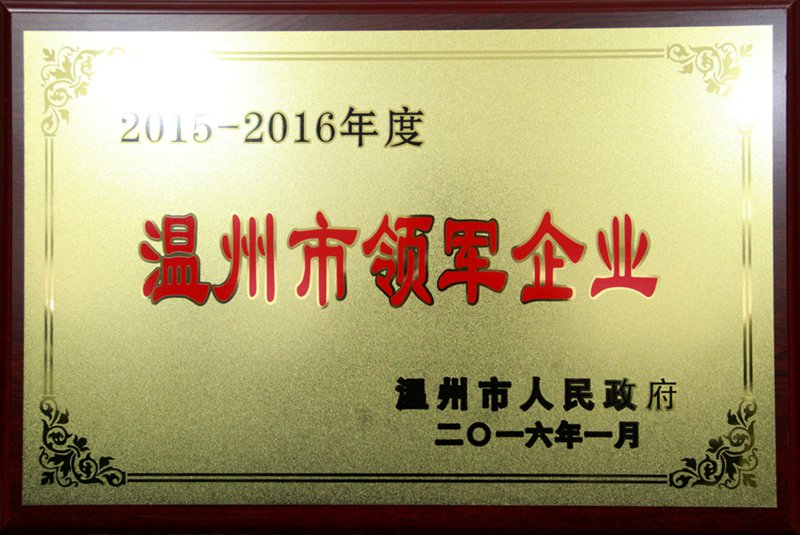 2015-2016年度
温州市领军企业
温州市人民政府
二〇一六年一月